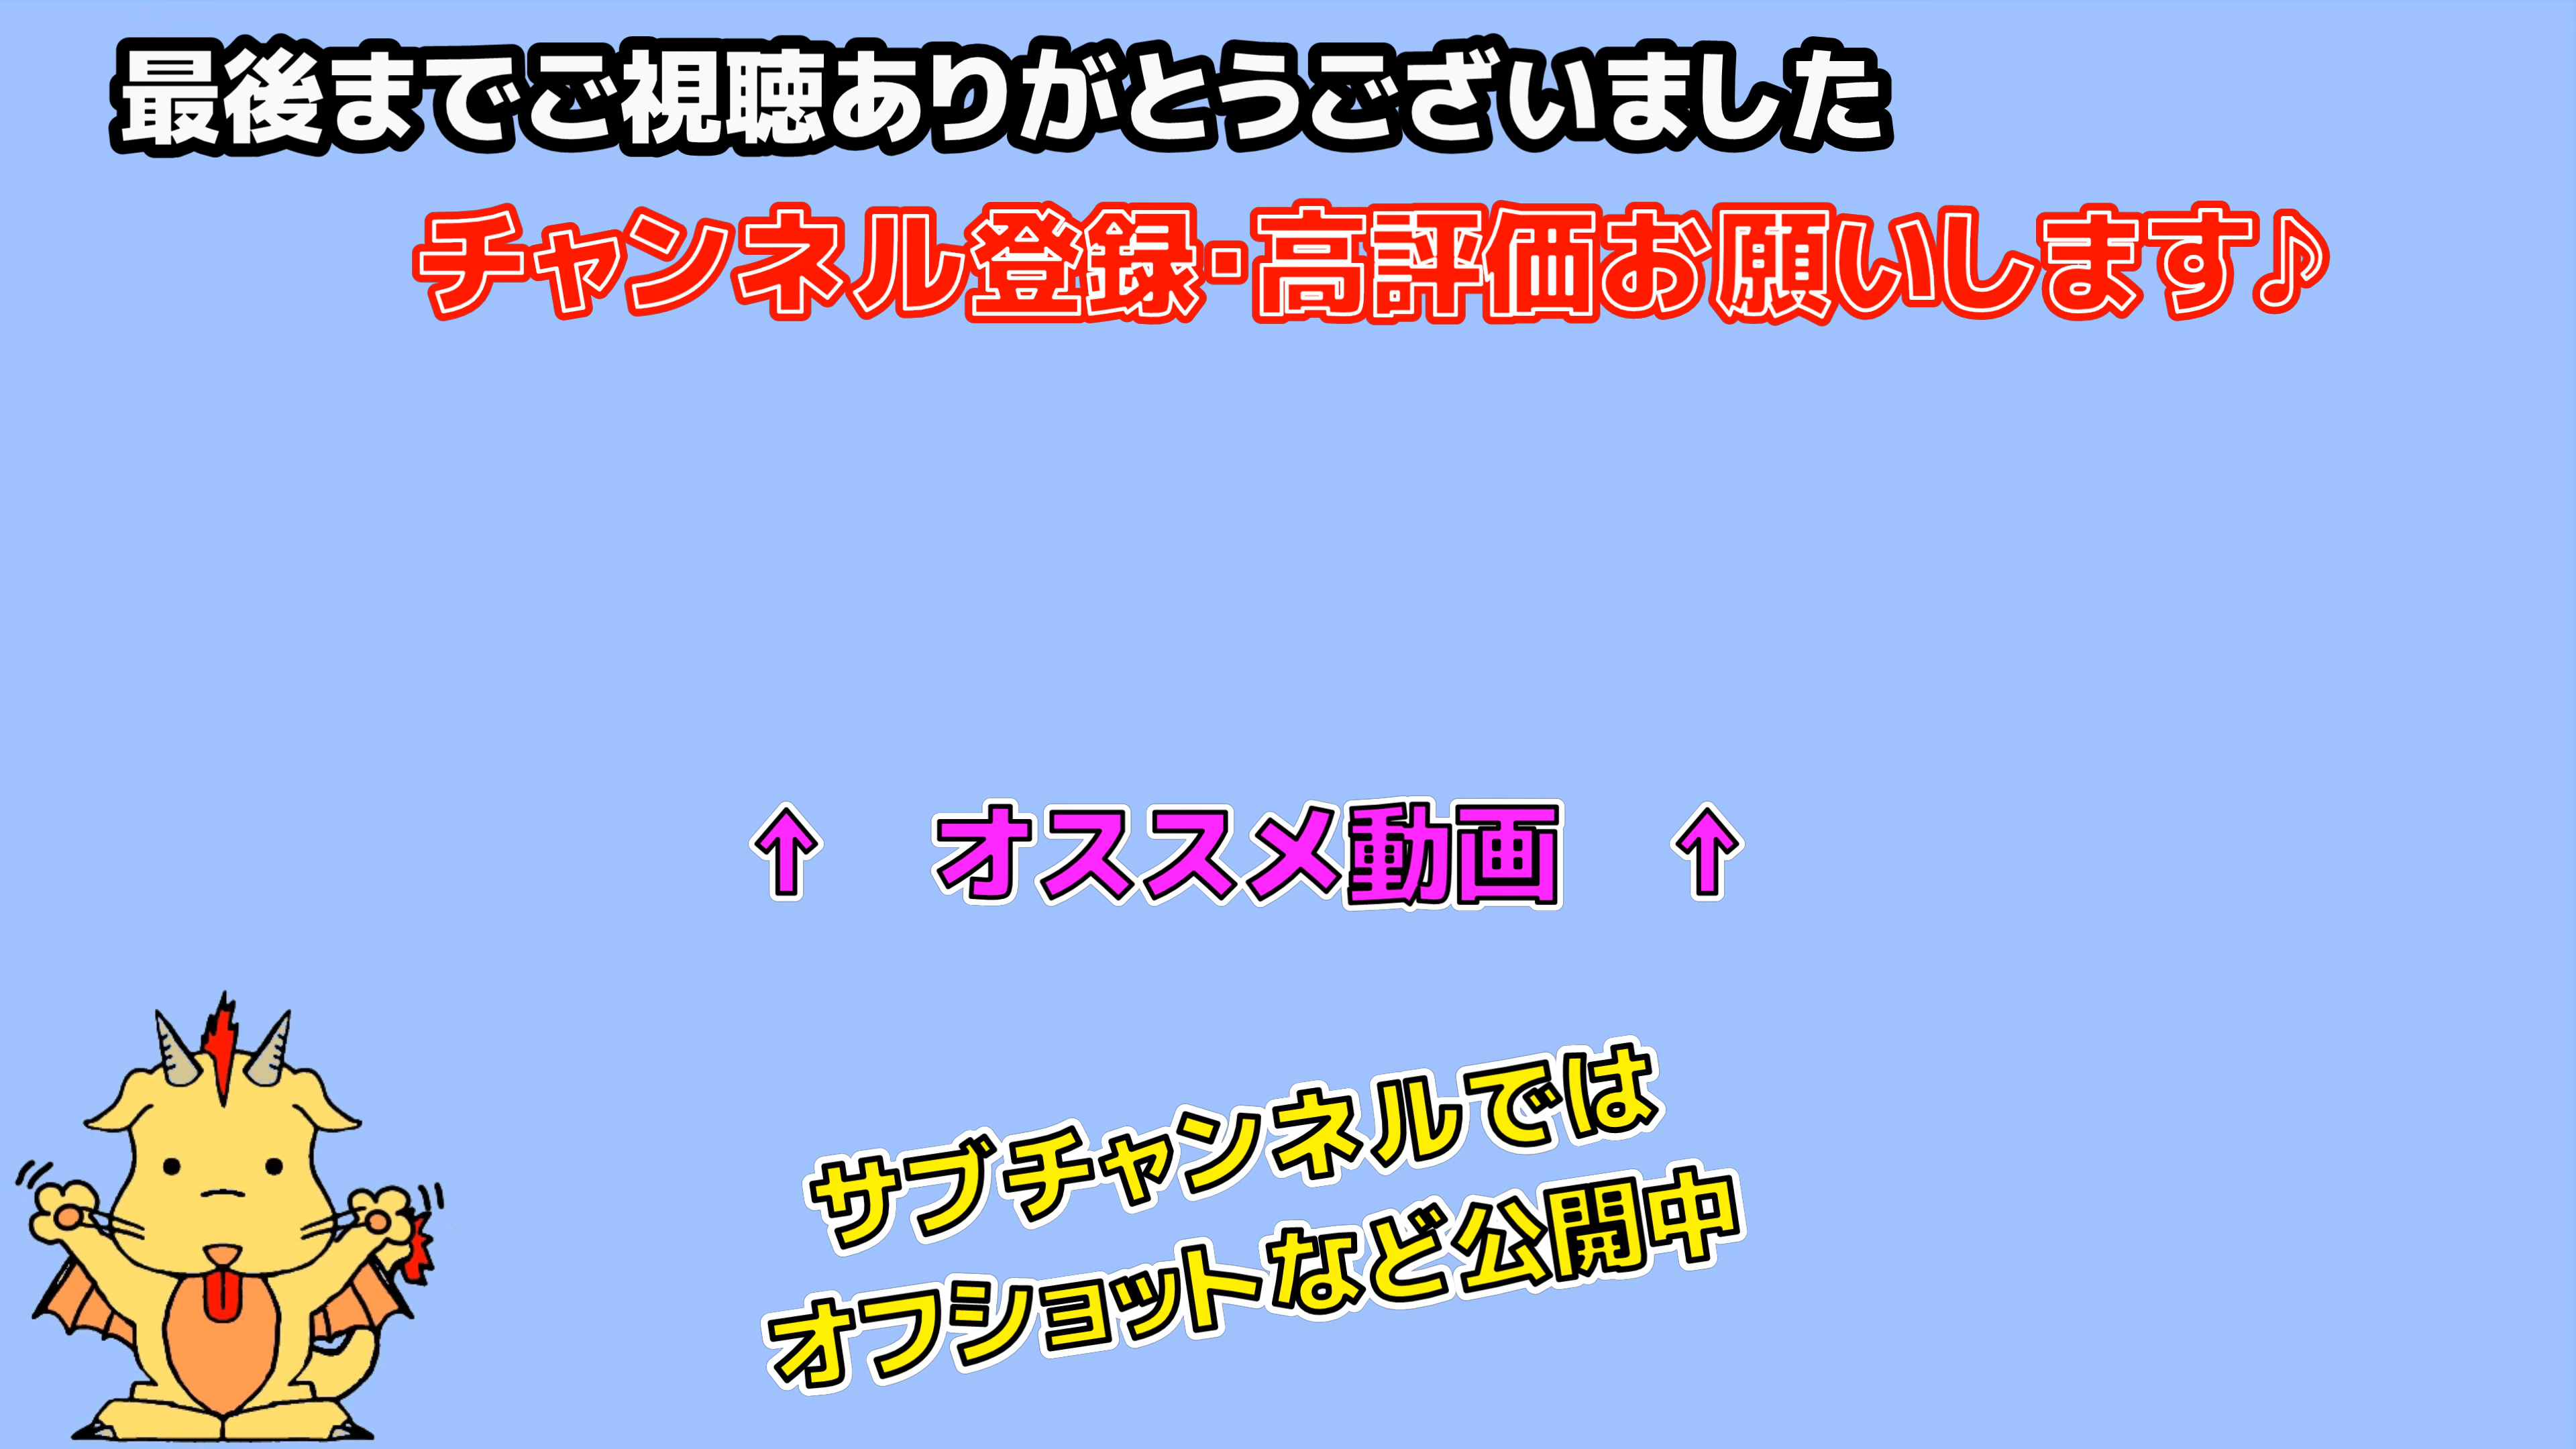 最後までご視聴ありがとうございました
チャンネル登録・高評価お願いします♪
↑ オススメ動画 ↑
サブチャンネルでは
オフショットなど公開中